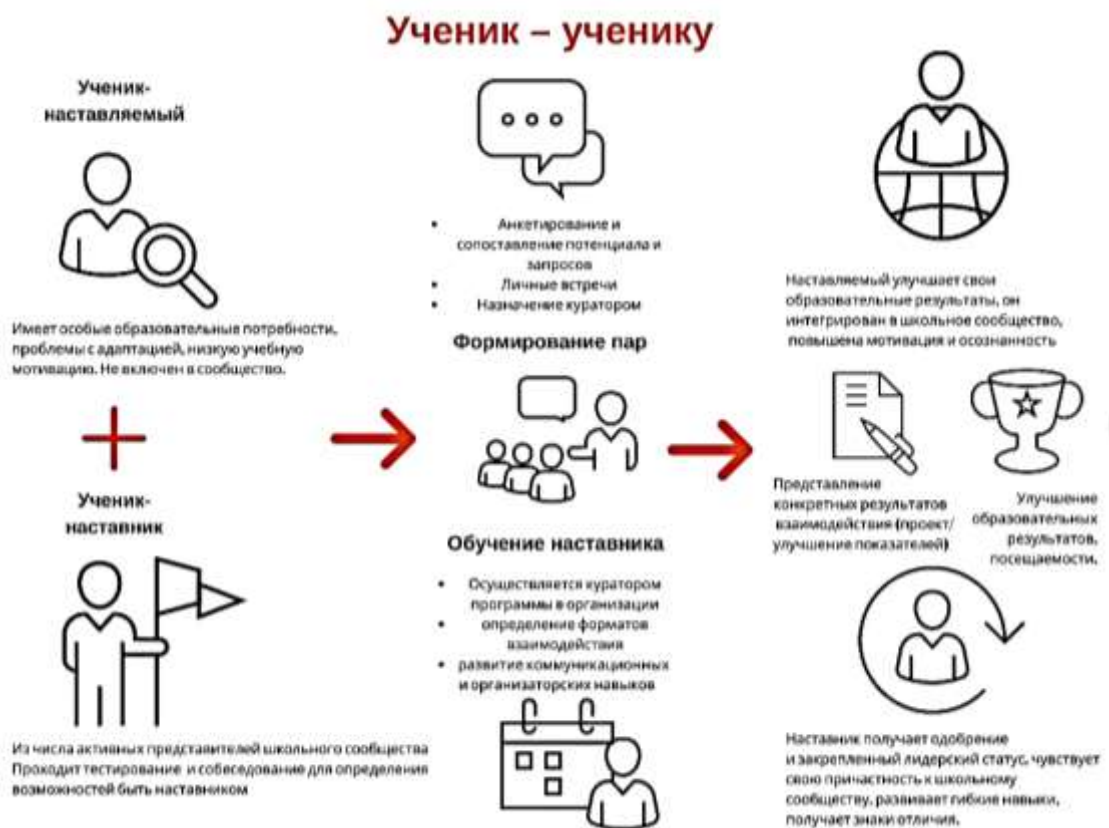 Ученик – ученику
Ученик-
наставляемый
Имеет особые образовательные потребности,
проблемы с адаптацией, низкую учебную
мотивацию. Не включен в сообщество.
Ученик-
наставник
Из числа активных представителей школьного сообщества
Проходит тестирование и собеседование для определения
возможностей быть наставником
• Анкетирование и
сопоставление потенциала и
запросов
• Личные встречи
• Назначение куратором
Формирование пар
Обучение наставника
• Осуществляется куратором
программы в организации
• определение форматов
взаимодействия
• развитие коммуникационных
и организаторских навыков
Наставляемый улучшает свои
образовательные результаты, он
интегрирован в школьное сообщество,
повышена мотивация и осознанность
Представление
конкретных результатов
взаимодействия (проект/
улучшение показателей)
Улучшение
образовательных
результатов,
посещаемости.
Наставник получает одобрение
и закрепленный лидерский статус, чувствует
свою причастность к школьному
сообществу, развивает гибкие навыки,
получает знаки отличия.